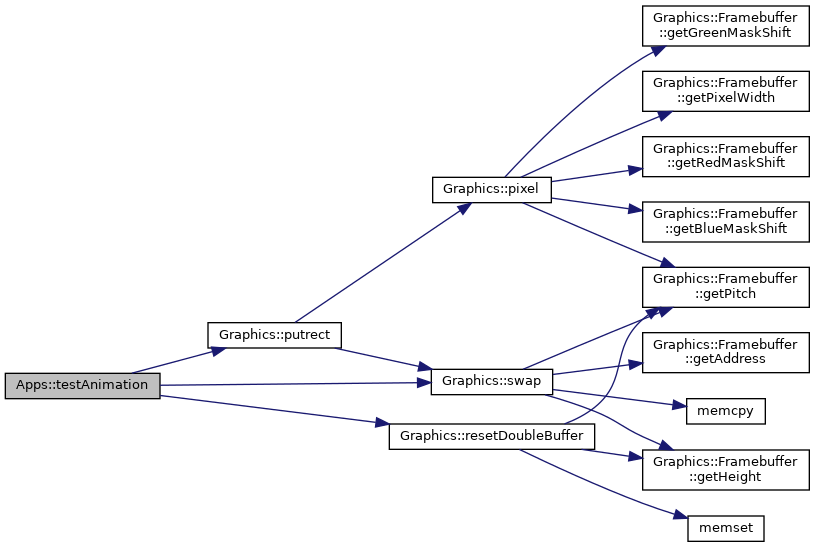 Apps::testAnimation
Graphics::putrect
Graphics::pixel
Graphics::Framebuffer
::getGreenMaskShift
Graphics::Framebuffer
::getPixelWidth
Graphics::Framebuffer
::getRedMaskShift
Graphics::Framebuffer
::getBlueMaskShift
Graphics::Framebuffer
::getPitch
Graphics::swap
Graphics::Framebuffer
::getAddress
memcpy
Graphics::resetDoubleBuffer
Graphics::Framebuffer
::getHeight
memset